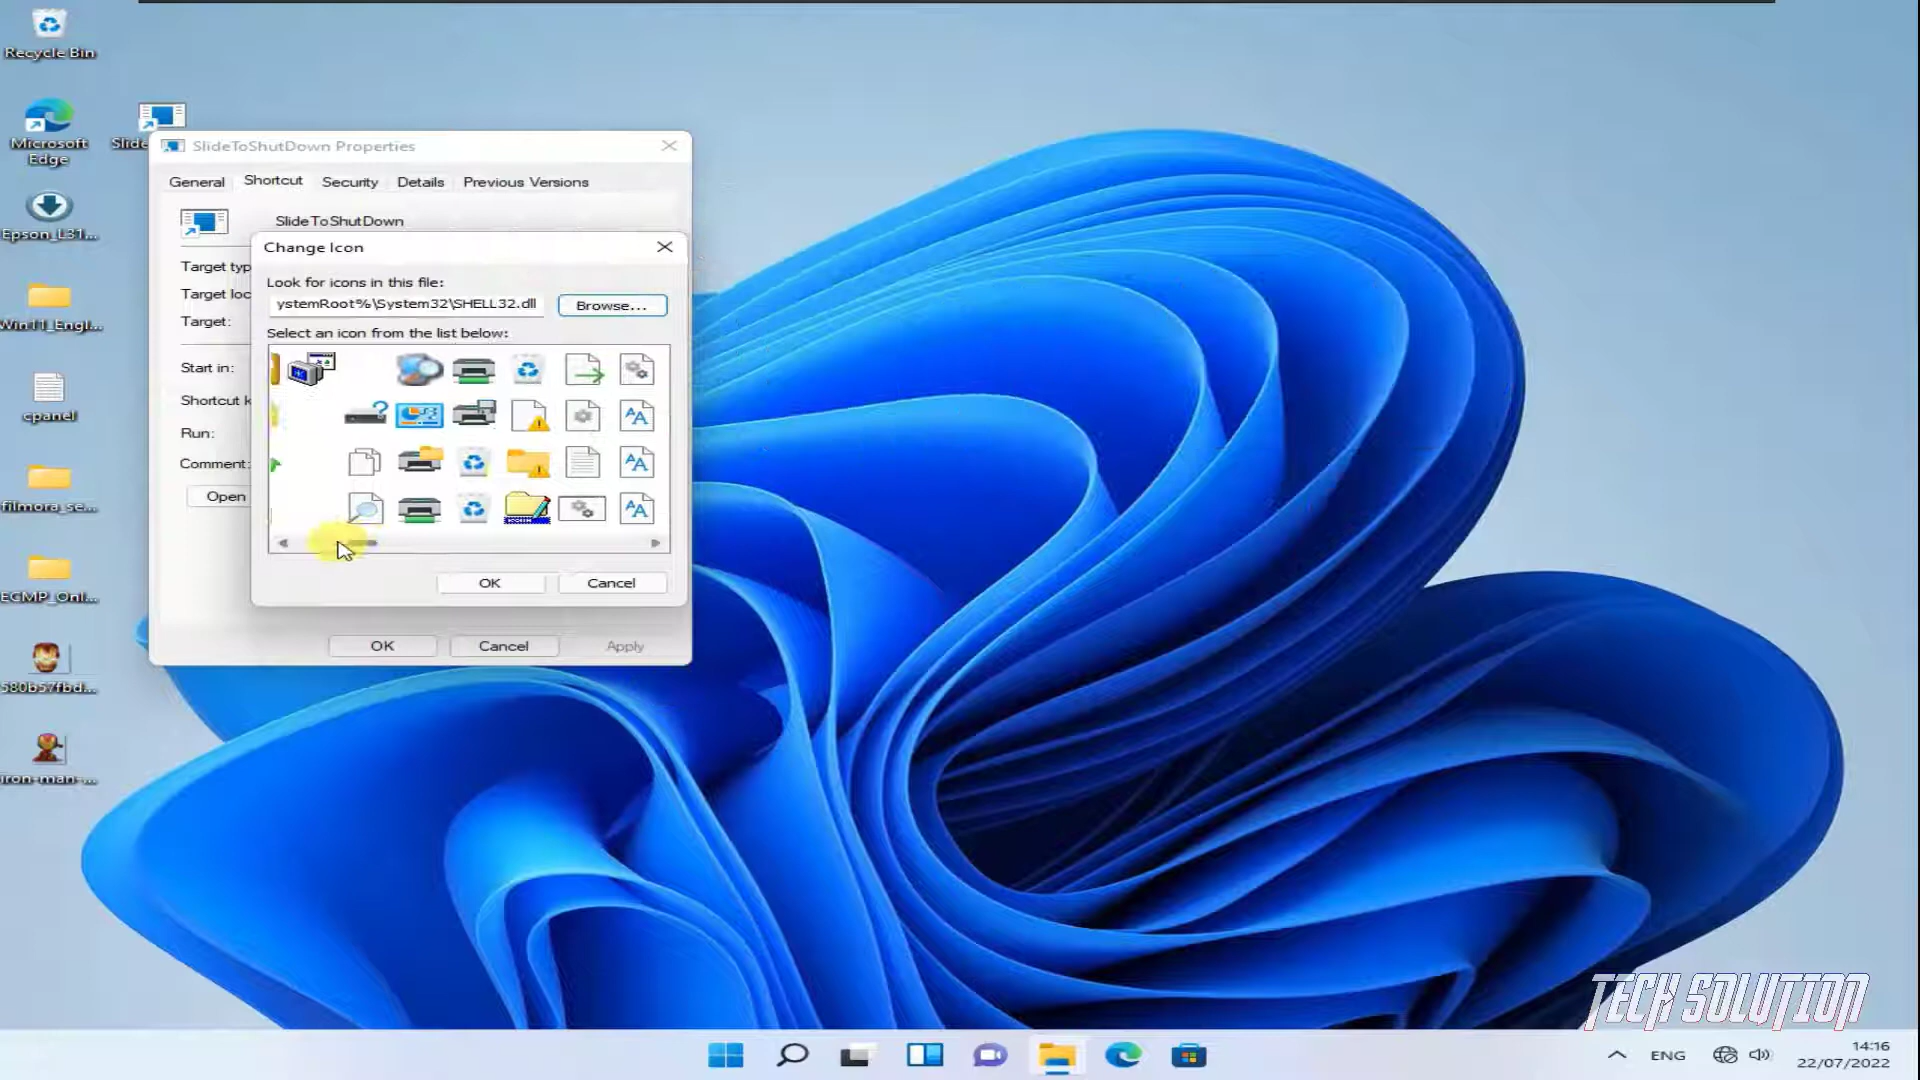 Recycle Bin
Microsoft
Edge
Slide
Epson_L31...
Win11_Engl...
cpanel
filmora_se...
ECMP_Onl...
580b57fbd...
iron-man-...
SlideToShutDown Properties
General
Shortcut
Security
Details
Previous Versions
SlideToShutDown
Target typ
Target loc
Target:
Start in:
Shortcut k
Run:
Comment:
Open
Change Icon
Look for icons in this file:
ystemRoot%\System32\SHELL32.dll
Browse...
Select an icon from the list below:
OK
Cancel
OK
Cancel
Apply
TECH SOLUTION
ENG
14:16
22/07/2022